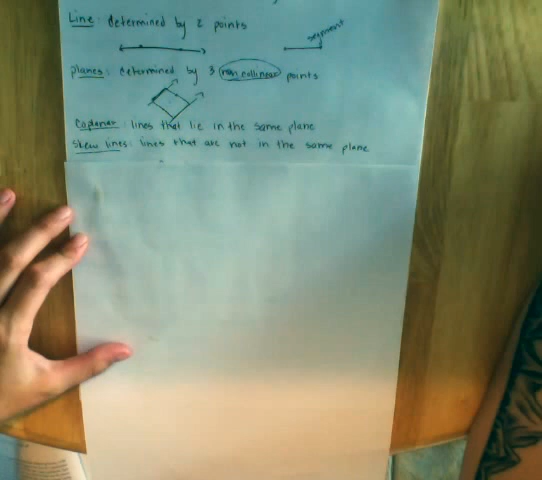 Line: determined by 2 points
segment
planes: determined by 3 non collinear points
Coplanar: lines that lie in the same plane
Skew lines: lines that are not in the same plane